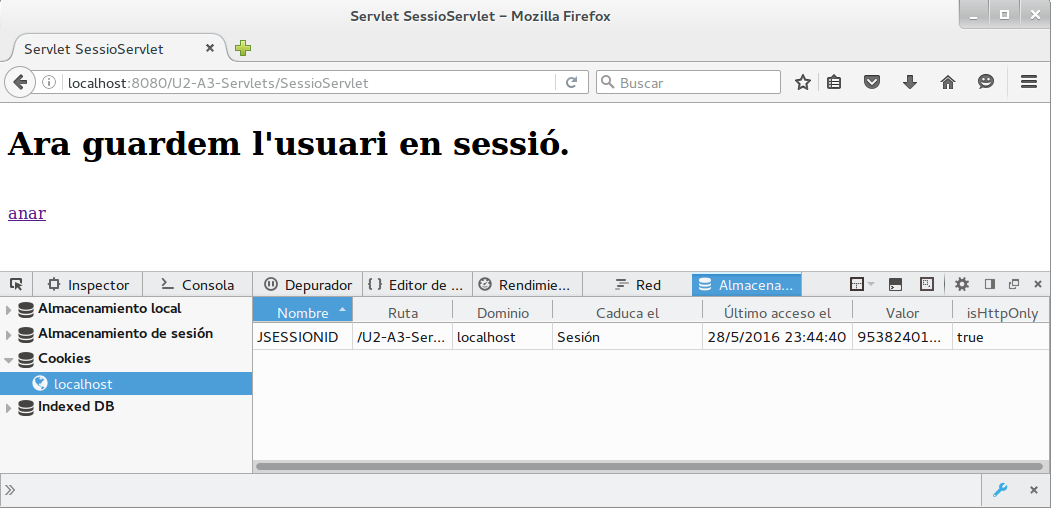 Servlet SessioServlet – Mozilla Firefox
Servlet SessioServlet
localhost:8080/U2-A3-Servlets/SessioServlet
Buscar
Ara guardem l'usuari en sessió.
anar
Inspector Consola Depurador Editor de ... Rendimie... Red Almacena...
Almacenamiento local
Almacenamiento de sesión
Cookies
localhost
Indexed DB
Nombre Ruta Dominio Caduca el Último acceso el Valor isHttpOnly
JSESSIONID /U2-A3-Ser... localhost Sesión 28/5/2016 23:44:40 95382401... true